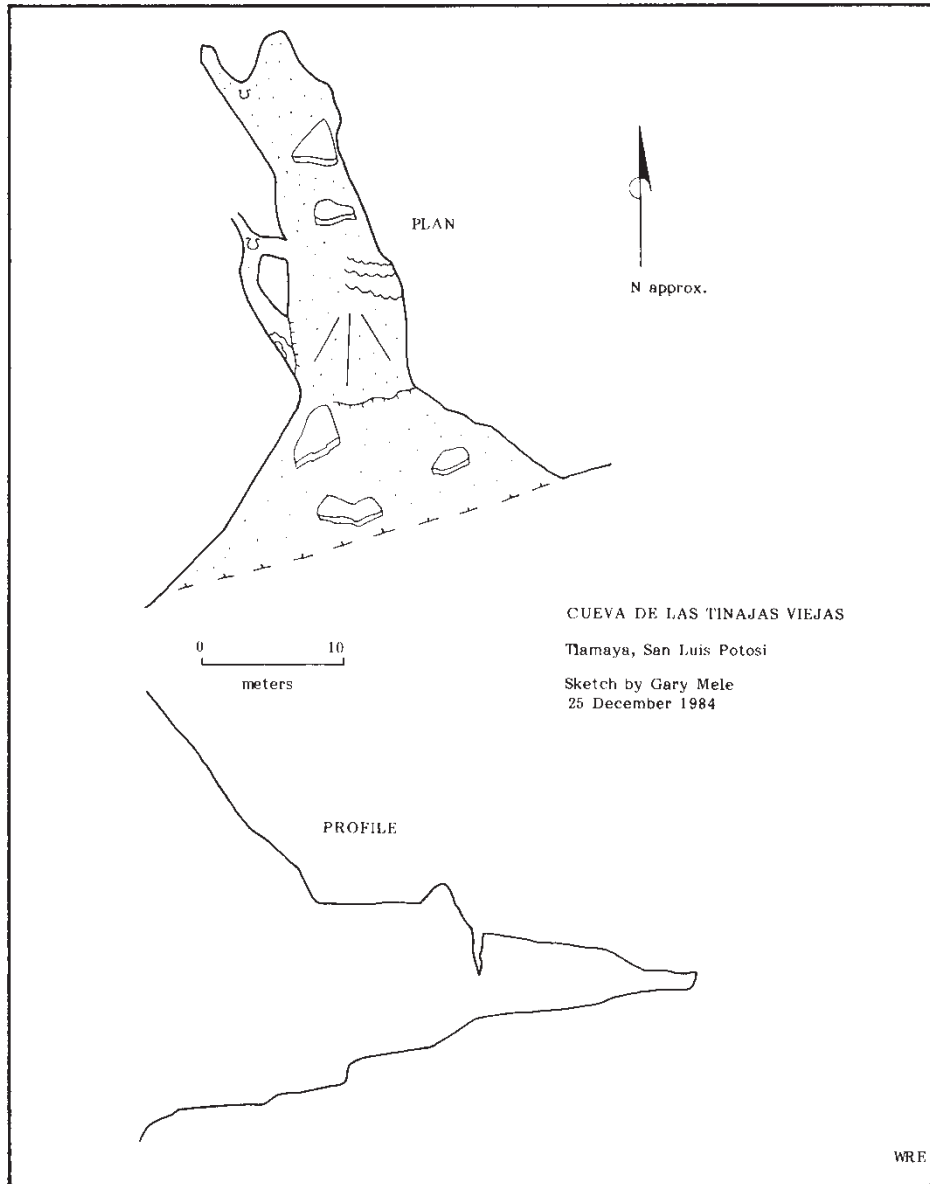 PLAN
N approx.
0 10
meters
CUEVA DE LAS TINAJAS VIEJAS
Tlamaya, San Luis Potosi
Sketch by Gary Mele
25 December 1984
PROFILE
WRE